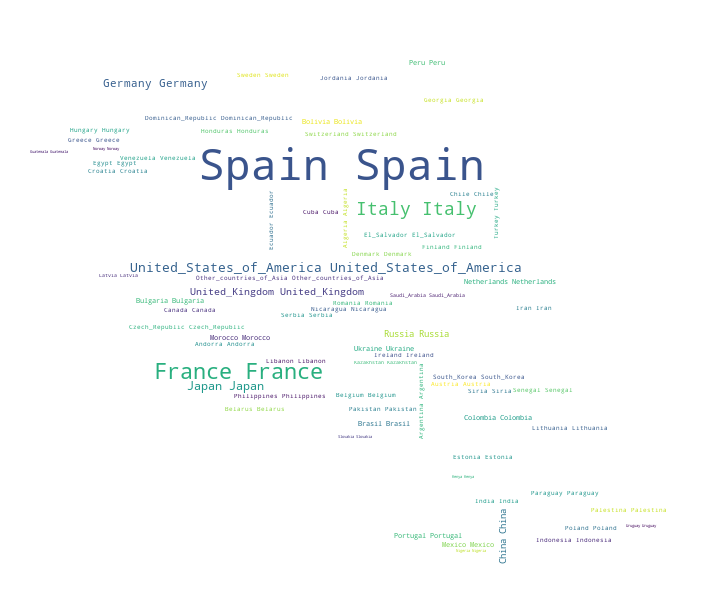 Peru Peru
Germany Germany
Sweden Sweden
Jordania Jordania
Georgia Georgia
Dominican_Republic Dominican_Republic
Bolivia Bolivia
Hungary Hungary
Honduras Honduras
Switzerland Switzerland
Greece Greece
Norway Norway
Guatemala Guatemala
Venezuela Venezuela
Egypt Egypt
Croatia Croatia
Spain Spain
Chile Chile
Ecuador Ecuador
Algeria Algeria
Turkey Turkey
Cuba Cuba
Italy Italy
El_Salvador El_Salvador
Finland Finland
Denmark Denmark
United_States_of_America United_States_of_America
Latvia Latvia
Other_countries_of_Asia Other_countries_of_Asia
Netherlands Netherlands
United_Kingdom United_Kingdom
Saudi_Arabia Saudi_Arabia
Bulgaria Bulgaria
Romania Romania
Canada Canada
Nicaragua Nicaragua
Iran Iran
Serbia Serbia
Czech_Republic Czech_Republic
Russia Russia
Morocco Morocco
Andorra Andorra
Ukraine Ukraine
Ireland Ireland
Libanon Libanon
Kazakhstan Kazakhstan
France France
South_Korea South_Korea
Japan Japan
Austria Austria
Siria Siria
Senegal Senegal
Philippines Philippines
Belgium Belgium
Argentina Argentina
Belarus Belarus
Pakistan Pakistan
Colombia Colombia
Brasil Brasil
Lithuania Lithuania
Slovakia Slovakia
Estonia Estonia
Kenya Kenya
Paraguay Paraguay
India India
Palestina Palestina
China China
Poland Poland
Uruguay Uruguay
Portugal Portugal
Indonesia Indonesia
Mexico Mexico
Nigeria Nigeria